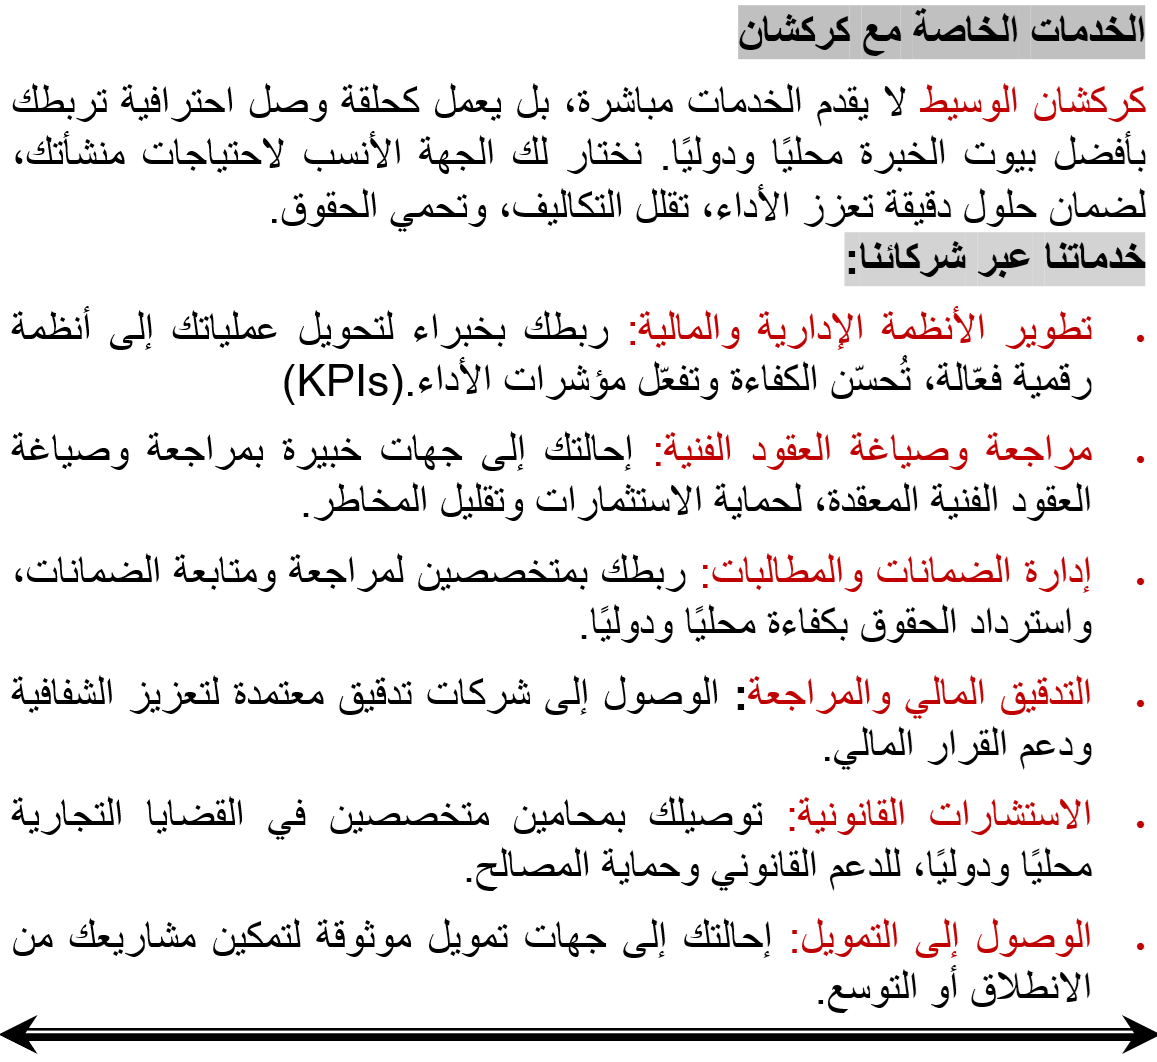 الخدمات الخاصة مع كركشان
كركشان الوسيط لا يقدم الخدمات مباشرة، بل يعمل كحلقة وصل احترافية تربطك
بأفضل بيوت الخبرة محليًا ودوليًا. نختار لك الجهة الأنسب لاحتياجات منشأتك،
لضمان حلول دقيقة تعزز الأداء، تقلل التكاليف، وتحمي الحقوق.
خدماتنا عبر شركائنا:
• تطوير الأنظمة الإدارية والمالية: ربطك بخبراء لتحويل عملياتك إلى أنظمة
رقمية فعّالة، تُحسّن الكفاءة وتفعّل مؤشرات الأداء.(KPIs)
• مراجعة وصياغة العقود الفنية: إحالتك إلى جهات خبيرة بمراجعة وصياغة
العقود الفنية المعقدة، لحماية الاستثمارات وتقليل المخاطر.
• إدارة الضمانات والمطالبات: ربطك بمتخصصين لمراجعة ومتابعة الضمانات،
واسترداد الحقوق بكفاءة محليًا ودوليًا.
• التدقيق المالي والمراجعة: الوصول إلى شركات تدقيق معتمدة لتعزيز الشفافية
ودعم القرار المالي.
• الاستشارات القانونية: توصيلك بمحامين متخصصين في القضايا التجارية
محليًا ودوليًا، للدعم القانوني وحماية المصالح.
• الوصول إلى التمويل: إحالتك إلى جهات تمويل موثوقة لتمكين مشاريعك من
الانطلاق أو التوسع.